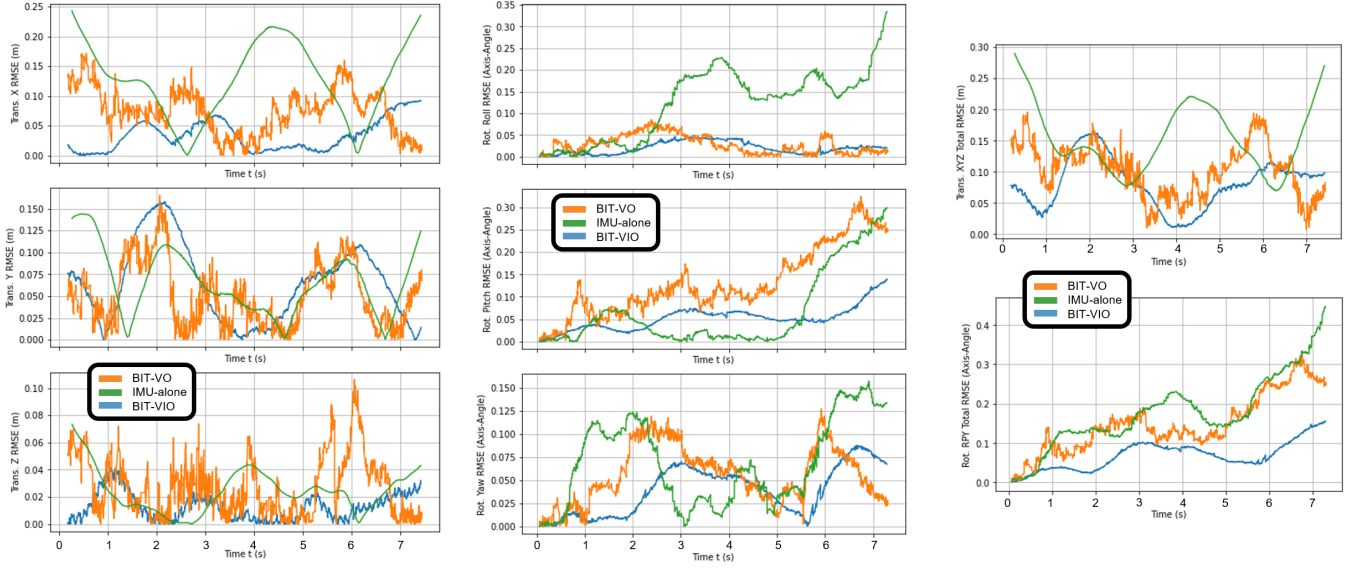 Trans. X RMSE (m)
0.25
0.20
0.15
0.10
0.05
0.00
Time t (s)
Trans. Y RMSE (m)
0.150
0.125
0.100
0.075
0.050
0.025
0.000
Time t (s)
Trans. Z RMSE (m)
0.10
0.08
0.06
0.04
0.02
0.00
BIT-VO
IMU-alone
BIT-VIO
0 1 2 3 4 5 6 7
Time t (s)
Rot. Roll RMSE (Axis-Angle)
0.35
0.30
0.25
0.20
0.15
0.10
0.05
0.00
Time t (s)
Rot. Pitch RMSE (Axis-Angle)
0.30
0.25
0.20
0.15
0.10
0.05
0.00
BIT-VO
IMU-alone
BIT-VIO
Time t (s)
Rot. Yaw RMSE (Axis-Angle)
0.150
0.125
0.100
0.075
0.050
0.025
0.000
0 1 2 3 4 5 6 7
Time t (s)
Trans. XYZ Total RMSE (m)
0.30
0.25
0.20
0.15
0.10
0.05
0.00
0 1 2 3 4 5 6 7
Time (s)
BIT-VO
IMU-alone
BIT-VIO
Rot. RPY Total RMSE (Axis-Angle)
0.4
0.3
0.2
0.1
0.0
0 1 2 3 4 5 6 7
Time (s)